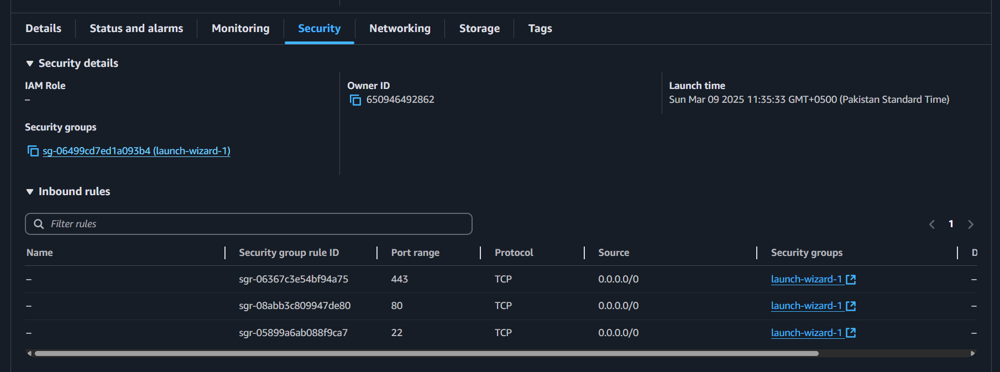 Details Status and alarms Monitoring Security Networking Storage Tags
Security details
IAM Role
–
Owner ID
650946492862
Launch time
Sun Mar 09 2025 11:35:33 GMT+0500 (Pakistan Standard Time)
Security groups
sg-06499cd7ed1a093b4 (launch-wizard-1)
Inbound rules
Filter rules
1
Name Security group rule ID Port range Protocol Source Security groups D
– sgr-06367c3e54bf94a75 443 TCP 0.0.0.0/0 launch-wizard-1 –
– sgr-08abb3c809947de80 80 TCP 0.0.0.0/0 launch-wizard-1 –
– sgr-05899a6ab088f9ca7 22 TCP 0.0.0.0/0 launch-wizard-1 –